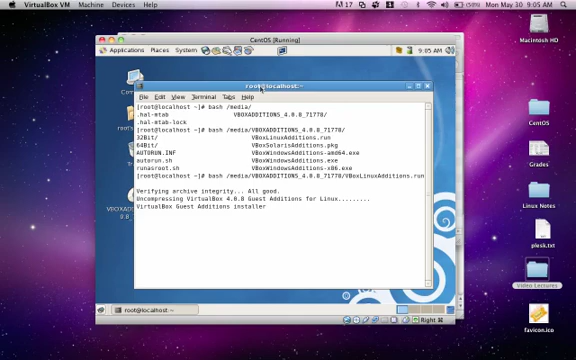 VirtualBox VM Machine Devices Help
17 (50%) Mon May 30 9:05 AM
CentOS [Running]
Applications Places System 9:05 AM
root@localhost:~
File Edit View Terminal Tabs Help
[root@localhost ~]# bash /media/
.hal-mtab VBOXADDITIONS_4.0.8_71778/
.hal-mtab-lock
[root@localhost ~]# bash /media/VBOXADDITIONS_4.0.8_71778/
32Bit/ VBoxLinuxAdditions.run
64Bit/ VBoxSolarisAdditions.pkg
AUTORUN.INF VBoxWindowsAdditions-amd64.exe
autorun.sh VBoxWindowsAdditions.exe
runasroot.sh VBoxWindowsAdditions-x86.exe
[root@localhost ~]# bash /media/VBOXADDITIONS_4.0.8_71778/VBoxLinuxAdditions.run
Verifying archive integrity... All good.
Uncompressing VirtualBox 4.0.8 Guest Additions for Linux.........
VirtualBox Guest Additions installer
root@localhost:~
Right ⌘
Macintosh HD
CentOS
Grades
Linux Notes
plesk.txt
Video Lectures
favicon.ico